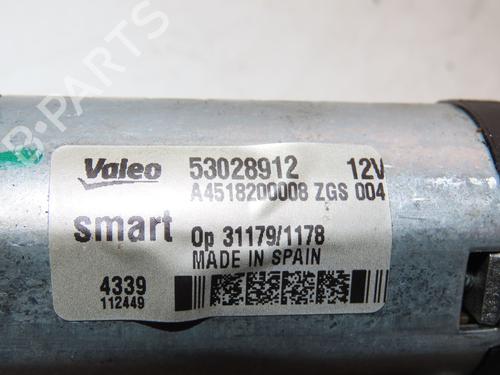 Valeo 53028912 12V
A4518200008 ZGS 004
smart Op 31179/1178
MADE IN SPAIN
4339
112449
B-PARTS